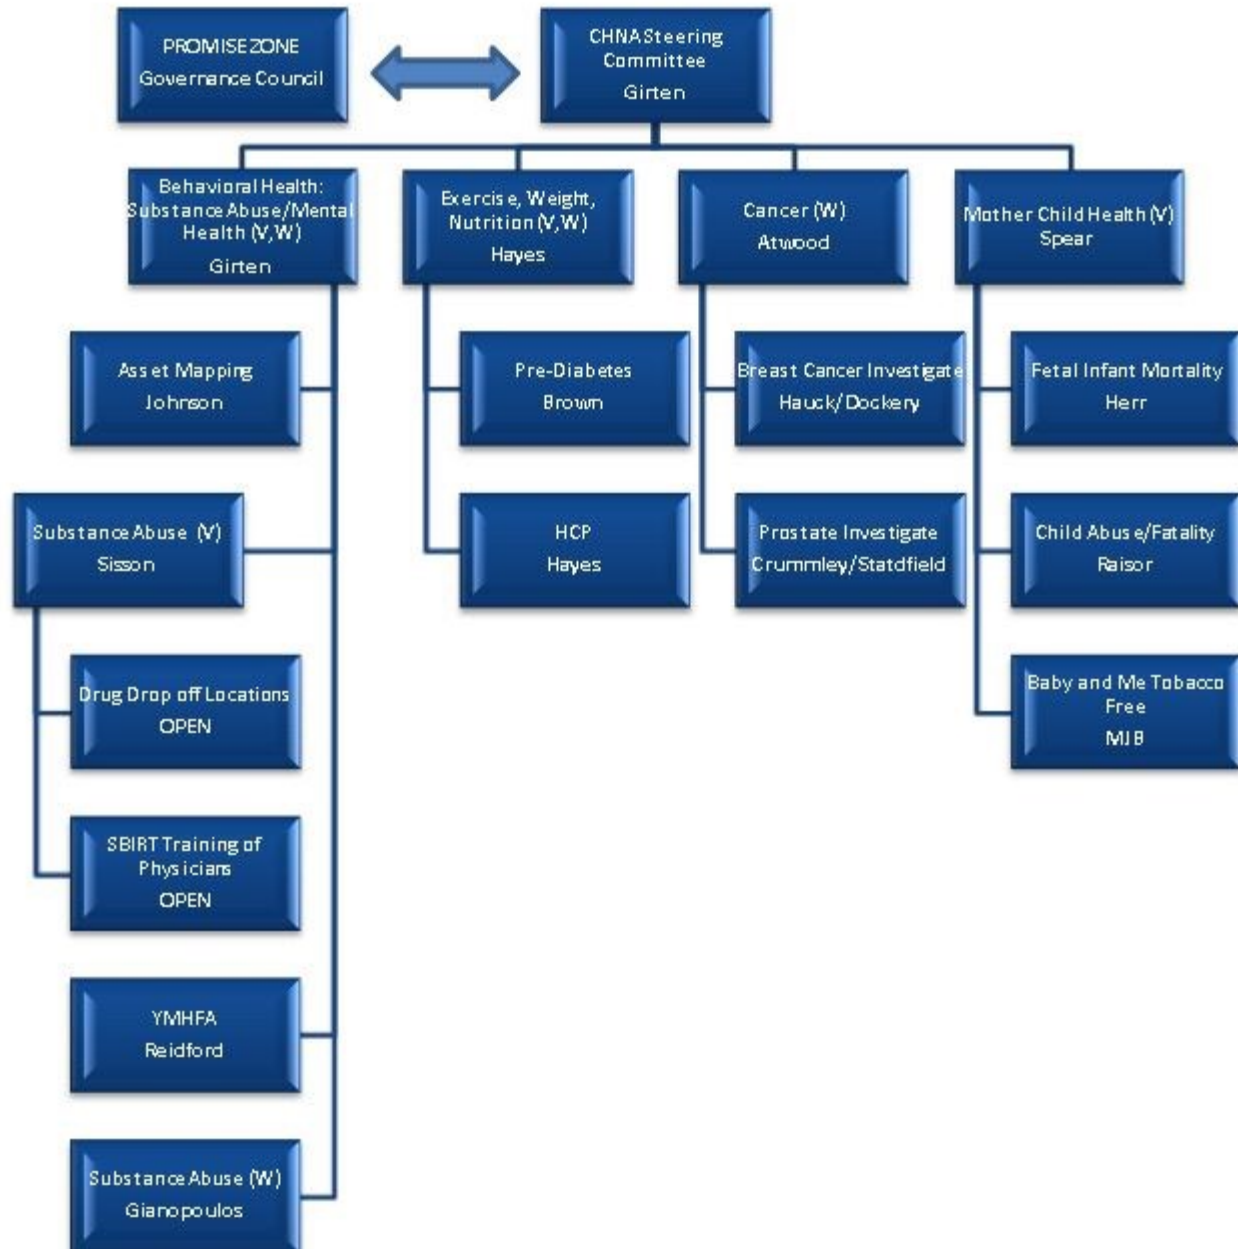 PROMISE ZONE
Governance Council
CHNA Steering
Committee
Girten
Behavioral Health:
Substance Abuse/Mental
Health (V,W)
Girten
Exercise, Weight,
Nutrition (V,W)
Hayes
Cancer (W)
Atwood
Mother Child Health (V)
Spear
Asset Mapping
Johnson
Pre-Diabetes
Brown
Breast Cancer Investigate
Hauck/Dockery
Fetal Infant Mortality
Herr
Substance Abuse (V)
Sisson
HCP
Hayes
Prostate Investigate
Crummley/Statdfield
Child Abuse/Fatality
Raisor
Drug Drop off Locations
OPEN
Baby and Me Tobacco
Free
MJB
SBIRT Training of
Physicians
OPEN
YMHFA
Reidford
Substance Abuse (W)
Gianopoulos